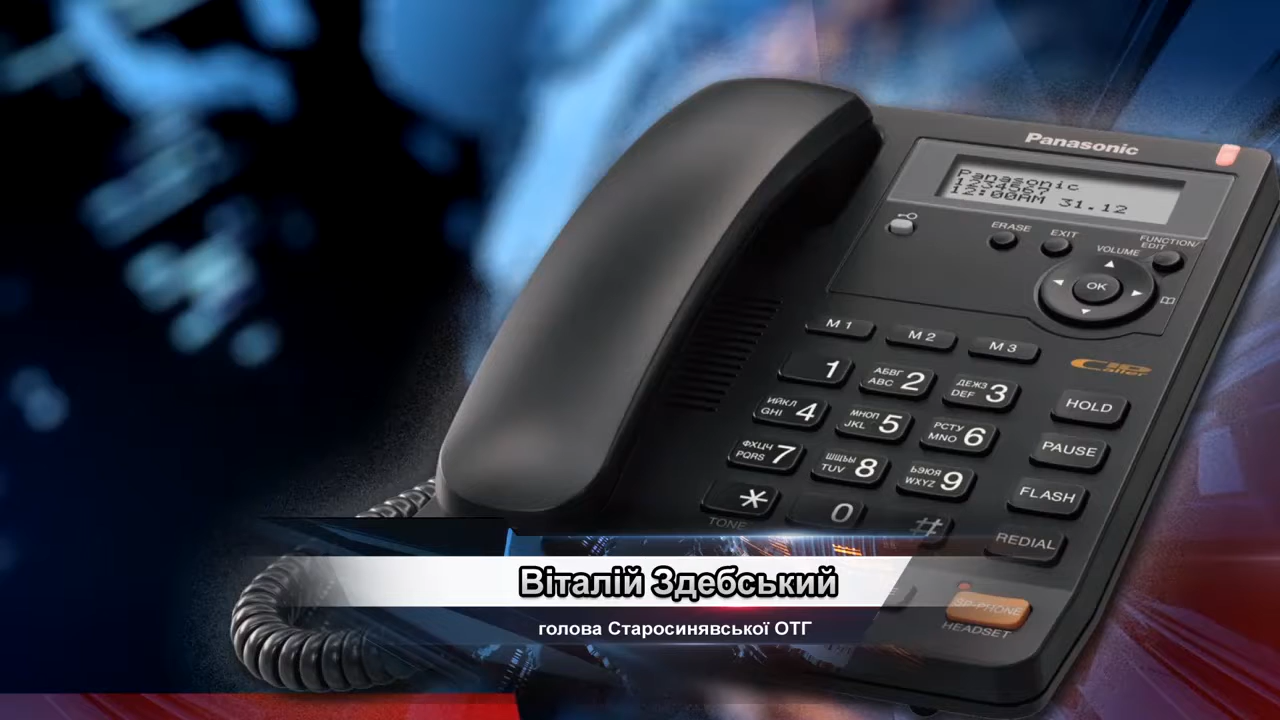 Panasonic
Panasonic
1234567
12:00AM 31.12
ERASE EXIT FUNCTION/
EDIT
VOLUME
OK
M 1 M 2 M 3
Caller
1 АБВГ ABC 2 ДЕЖЗ DEF 3
ИЙКЛ GHI 4 МНОП JKL 5 РСТУ MNO 6
ФХЦЧ PQRS 7 ШЩЪЫ TUV 8 ЬЭЮЯ WXYZ 9
* 0 #
TONE
HOLD
PAUSE
FLASH
REDIAL
SP-PHONE
HEADSET
Віталій Здебський
голова Старосинявської ОТГ